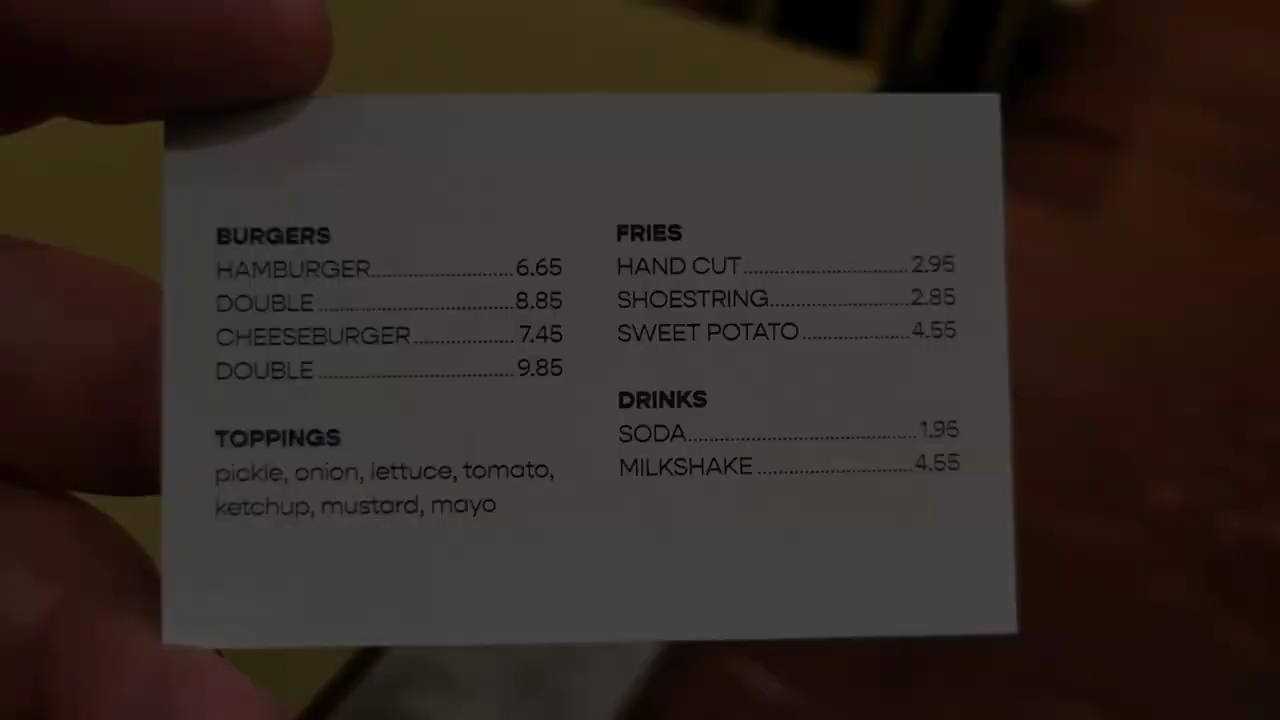 BURGERS
HAMBURGER 6.65
DOUBLE 8.85
CHEESEBURGER 7.45
DOUBLE 9.85
TOPPINGS
pickle, onion, lettuce, tomato,
ketchup, mustard, mayo
FRIES
HAND CUT 2.95
SHOESTRING 2.85
SWEET POTATO 4.55
DRINKS
SODA 1.95
MILKSHAKE 4.55